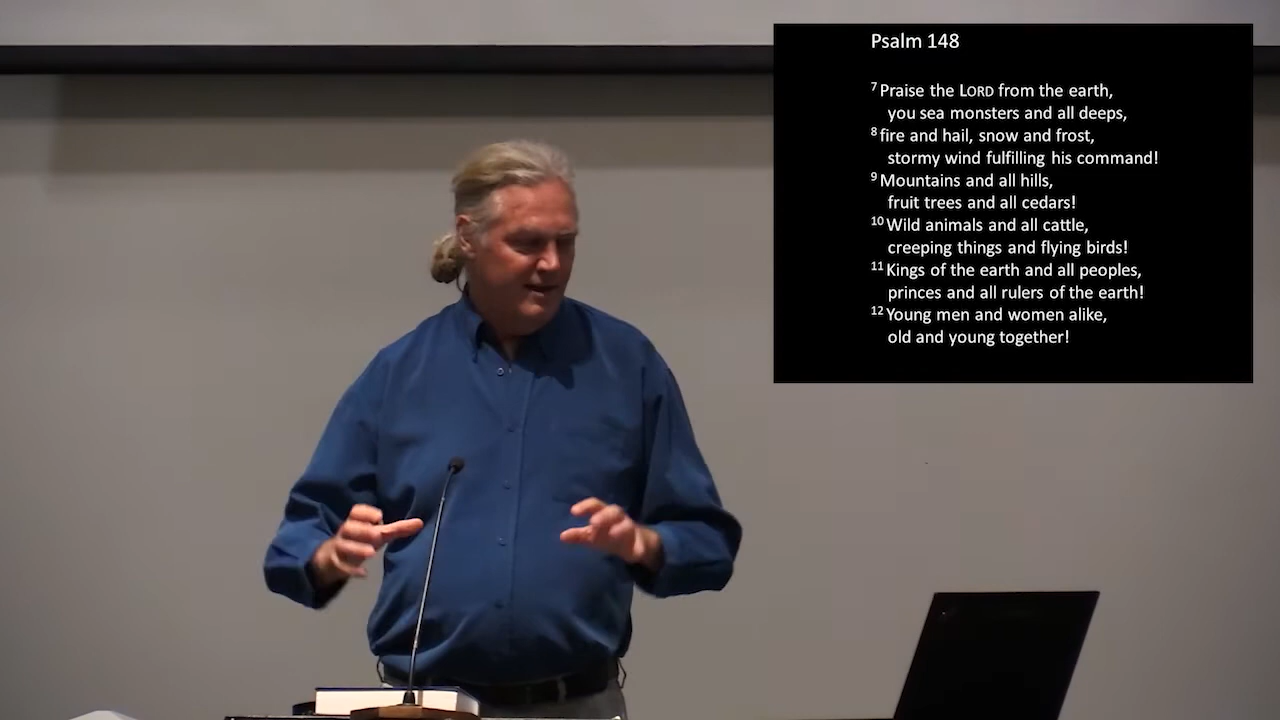 Psalm 148
7 Praise the LORD from the earth,
you sea monsters and all deeps,
8 fire and hail, snow and frost,
stormy wind fulfilling his command!
9 Mountains and all hills,
fruit trees and all cedars!
10 Wild animals and all cattle,
creeping things and flying birds!
11 Kings of the earth and all peoples,
princes and all rulers of the earth!
12 Young men and women alike,
old and young together!